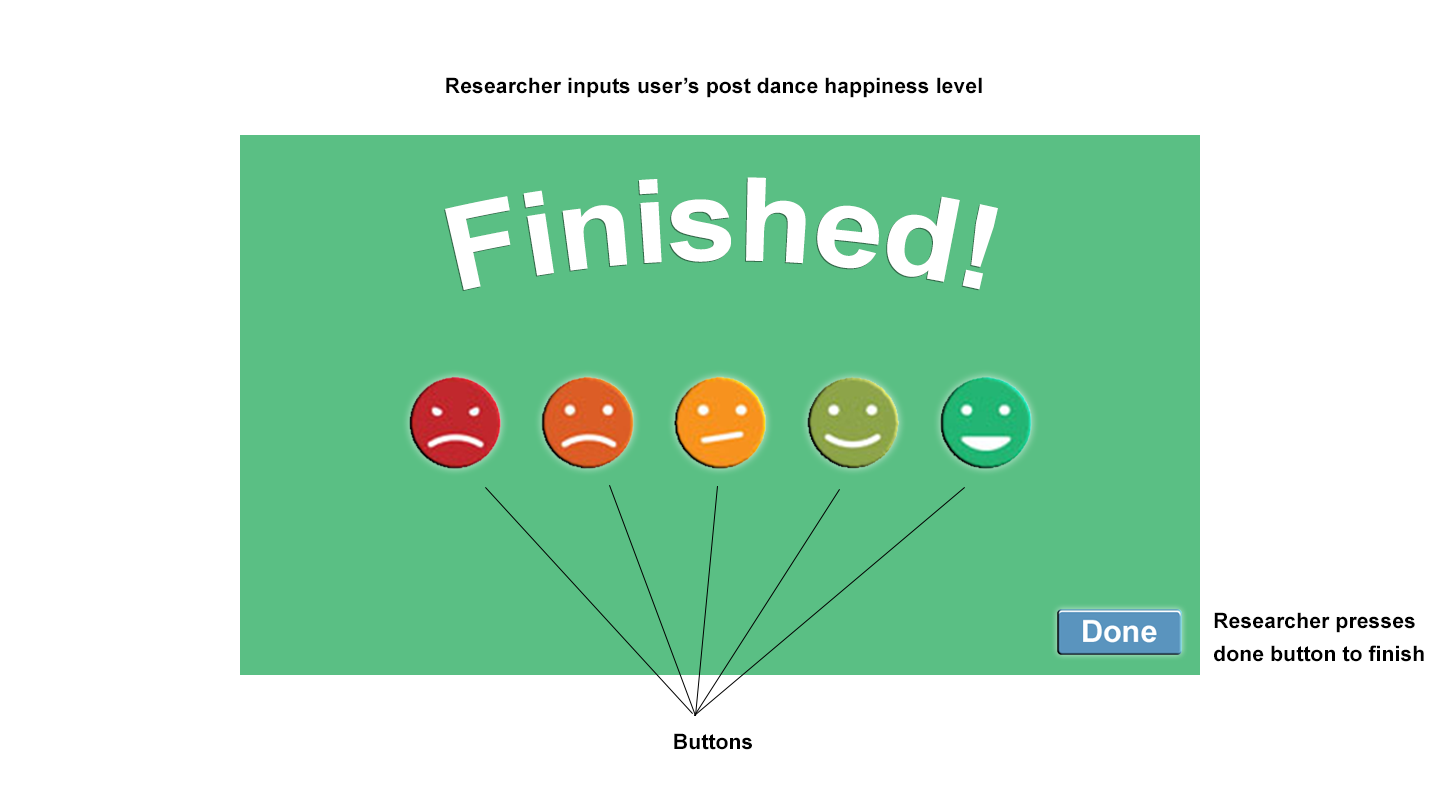 Researcher inputs user’s post dance happiness level
Finished!
Done
Researcher presses
done button to finish
Buttons